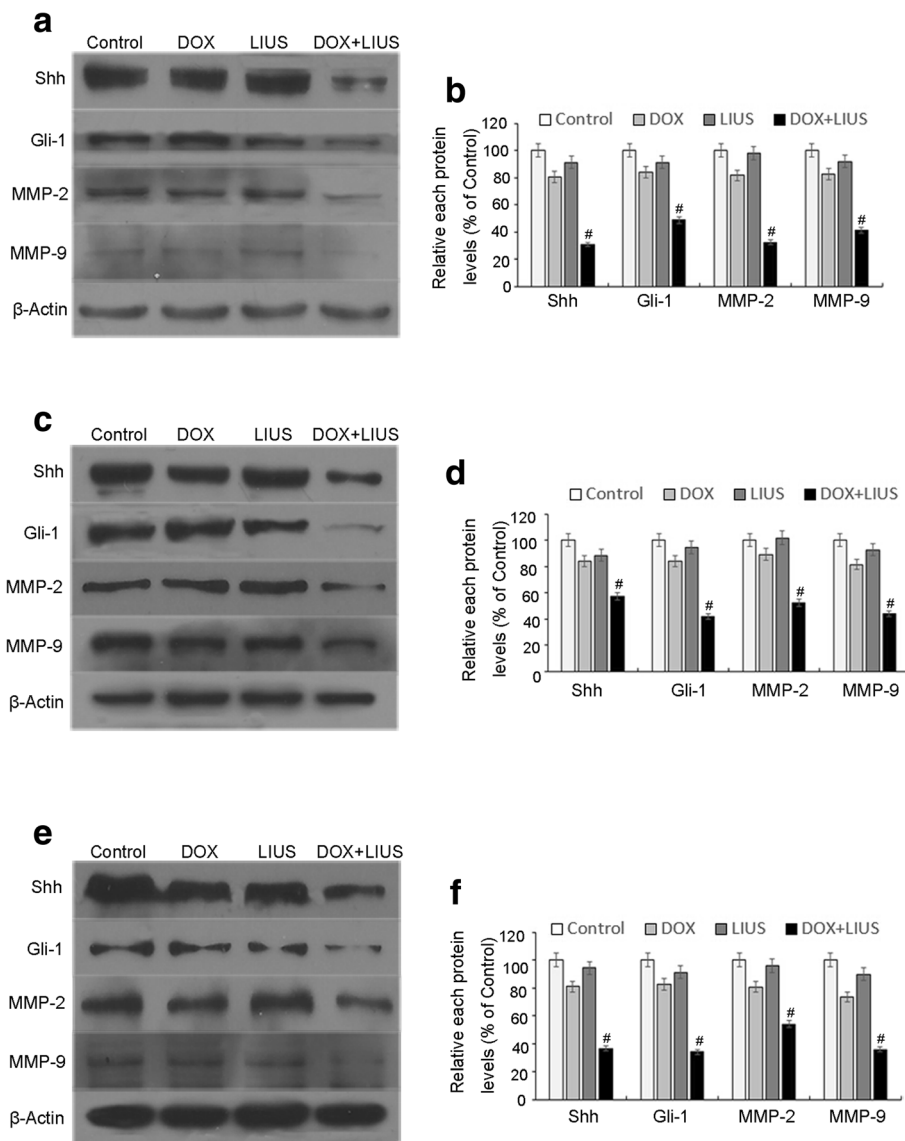 a
Control DOX LIUS DOX+LIUS
Shh
Gli-1
MMP-2
MMP-9
β-Actin
b
Control DOX LIUS DOX+LIUS
Relative each protein
levels (% of Control)
120
100
80
60
40
20
0
# # # #
Shh Gli-1 MMP-2 MMP-9
c
Control DOX LIUS DOX+LIUS
Shh
Gli-1
MMP-2
MMP-9
β-Actin
d
Control DOX LIUS DOX+LIUS
Relative each protein
levels (% of Control)
120
100
80
60
40
20
0
# # # #
Shh Gli-1 MMP-2 MMP-9
e
Control DOX LIUS DOX+LIUS
Shh
Gli-1
MMP-2
MMP-9
β-Actin
f
Control DOX LIUS DOX+LIUS
Relative each protein
levels (% of Control)
120
100
80
60
40
20
0
# # # #
Shh Gli-1 MMP-2 MMP-9